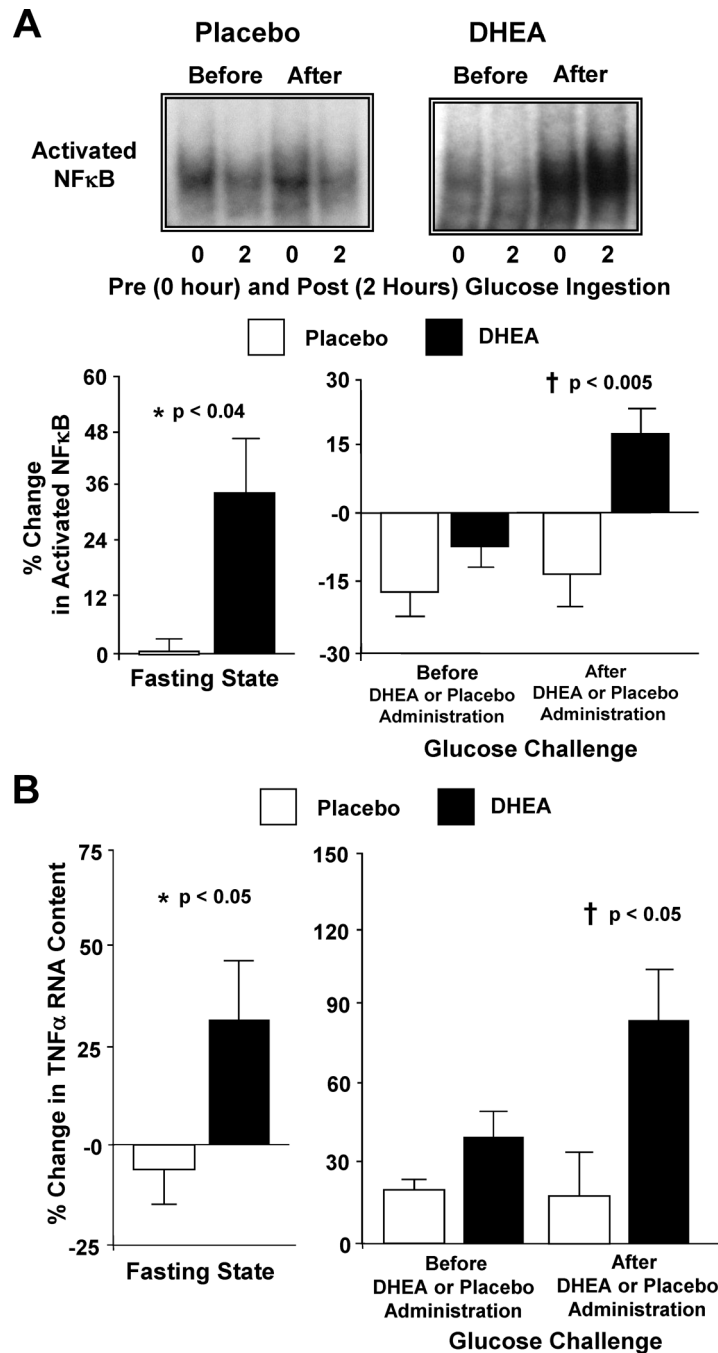 A
Placebo DHEA
Before After Before After
Activated
NFκB
0 2 0 2 0 2 0 2
Pre (0 hour) and Post (2 Hours) Glucose Ingestion
Placebo DHEA
% Change
in Activated NFκB
60
48
36
24
12
0
* p < 0.04
Fasting State
30
15
-0
-15
-30
† p < 0.005
Before
DHEA or Placebo
Administration
After
DHEA or Placebo
Administration
Glucose Challenge
B
Placebo DHEA
% Change in TNFα RNA Content
75
50
25
-0
-25
* p < 0.05
Fasting State
150
120
90
60
30
0
† p < 0.05
Before
DHEA or Placebo
Administration
After
DHEA or Placebo
Administration
Glucose Challenge